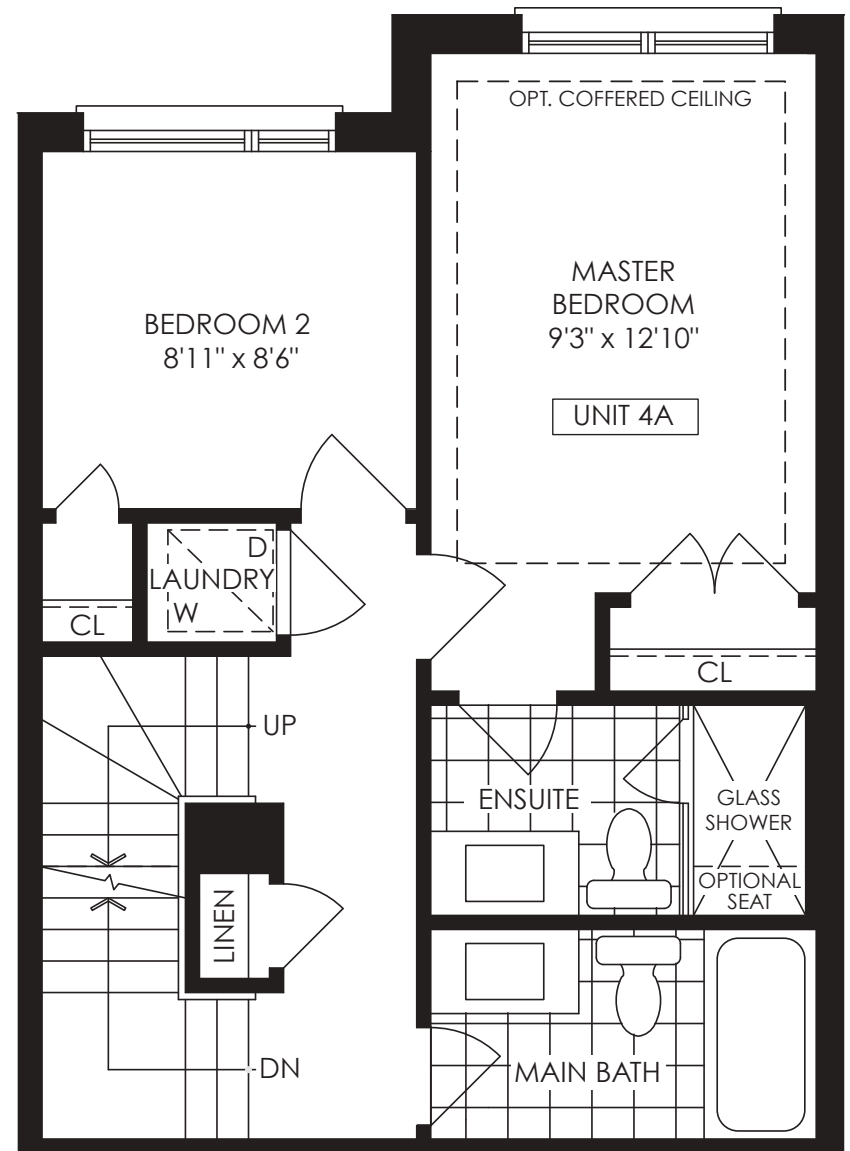 OPT. COFFERED CEILING
MASTER
BEDROOM
9'3" x 12'10"
UNIT 4A
BEDROOM 2
8'11" x 8'6"
D
LAUNDRY
W
CL
CL
UP
ENSUITE
GLASS
SHOWER
OPTIONAL
SEAT
LINEN
DN
MAIN BATH